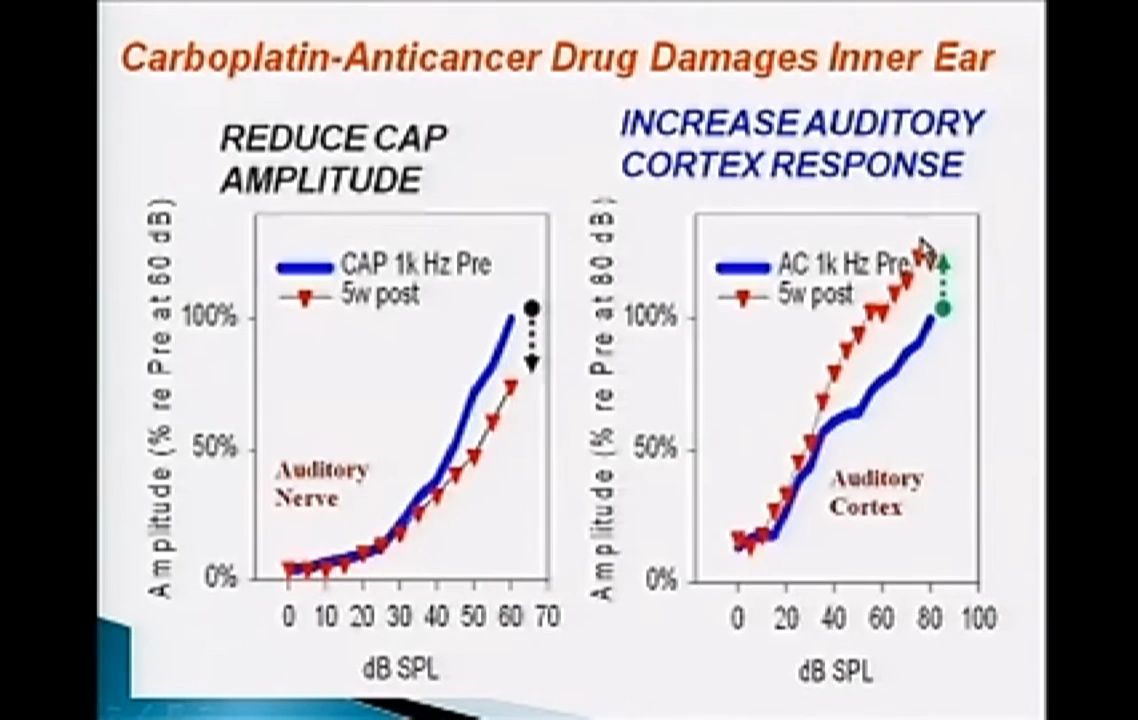 Carboplatin-Anticancer Drug Damages Inner Ear
REDUCE CAP
AMPLITUDE
Amplitude (% re Pre at 60 dB)
CAP 1k Hz Pre
5w post
100%
50%
0%
Auditory
Nerve
0 10 20 30 40 50 60 70
dB SPL
INCREASE AUDITORY
CORTEX RESPONSE
Amplitude (% re Pre at 80 dB)
AC 1k Hz Pre
5w post
100%
50%
0%
Auditory
Cortex
0 20 40 60 80 100
dB SPL